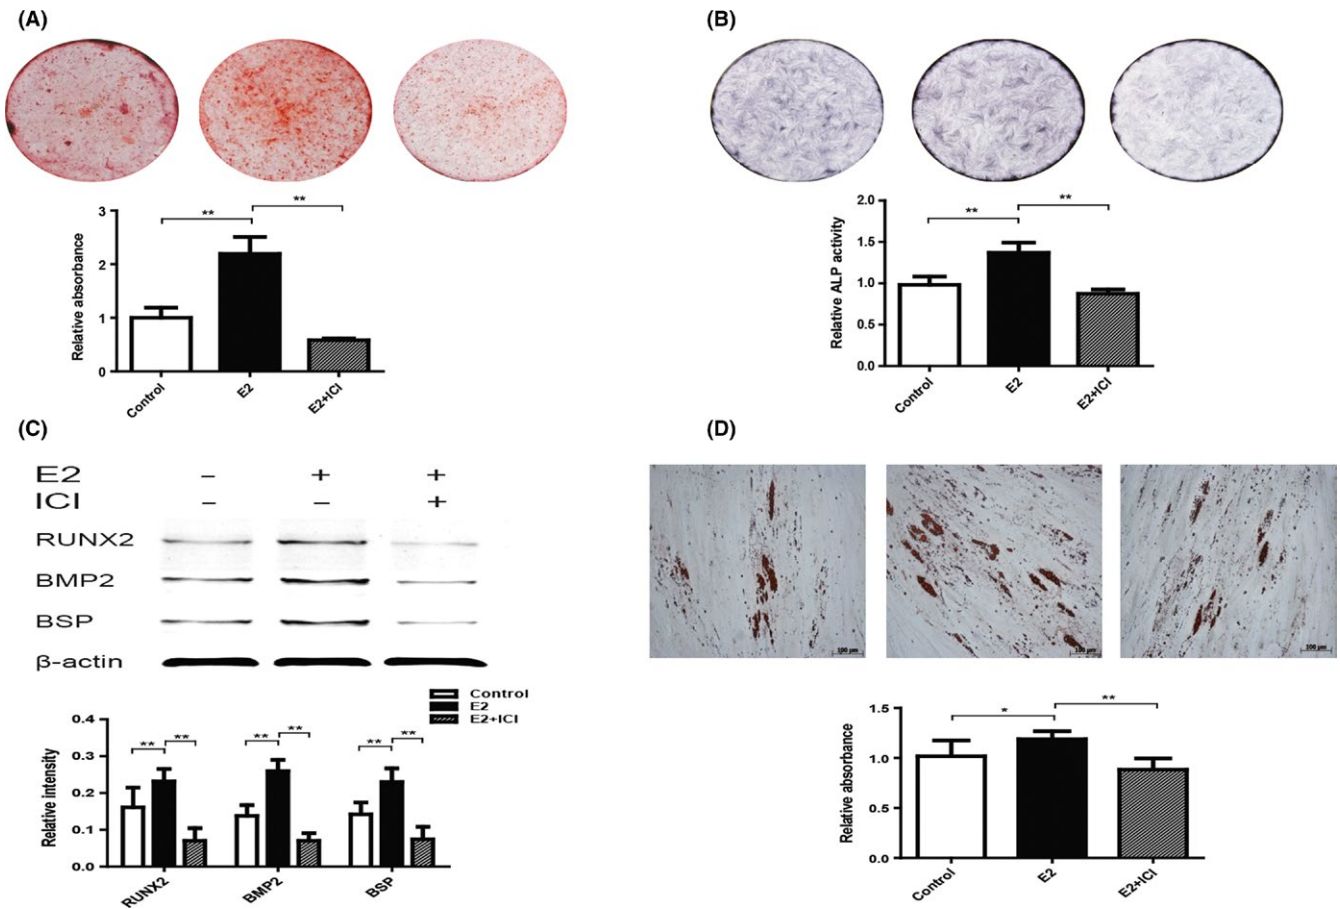 (A)
**
**
3
2
1
0
Relative absorbance
Control
E2
E2+ICI
(B)
**
**
2.0
1.5
1.0
0.5
0.0
Relative ALP activity
Control
E2
E2+ICI
(C)
E2 – + +
ICI – – +
RUNX2
BMP2
BSP
β-actin
Control
E2
E2+ICI
** ** ** ** ** **
0.4
0.3
0.2
0.1
0.0
Relative intensity
RUNX2
BMP2
BSP
(D)
100 µm
100 µm
100 µm
*
**
1.5
1.0
0.5
0.0
Relative absorbance
Control
E2
E2+ICI